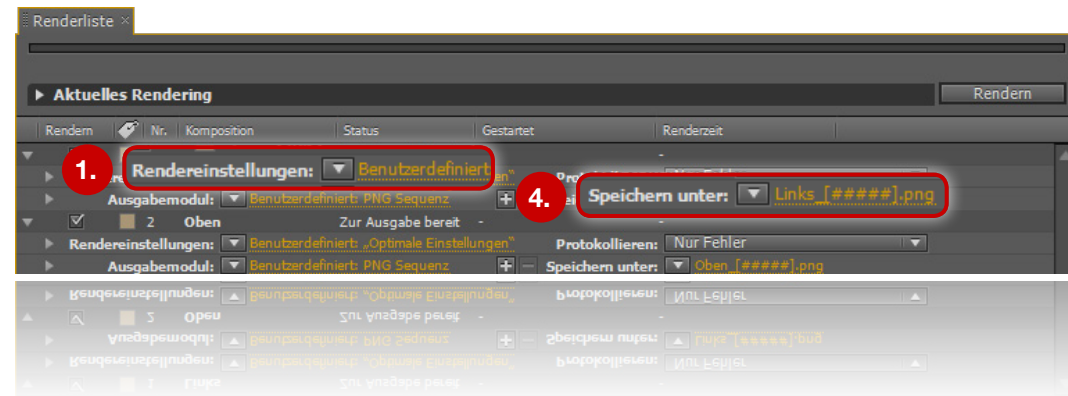 Renderliste ×
Aktuelles Rendering Rendern
Rendern Nr. Komposition Status Gestartet Renderzeit
-
1. Rendereinstellungen: Benutzerdefiniert
4. Speichern unter: Links_[#####].png
Ausgabemodul: Benutzerdefiniert: PNG Sequenz
2 Oben Zur Ausgabe bereit - -
Rendereinstellungen: Benutzerdefiniert: „Optimale Einstellungen“ Protokollieren: Nur Fehler
Ausgabemodul: Benutzerdefiniert: PNG Sequenz Speichern unter: Oben_[#####].png